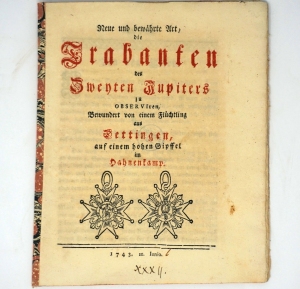 Neue und bewährte Art,
die
Trabanten
des
Zweyten Jupiters
zu
OBSERViren,
Bewundert von einem Flüchtling
aus
Dettingen,
auf einem hohen Gipffel
im
Hahnenkamp.
1743. m. Iunio.
XXXII.